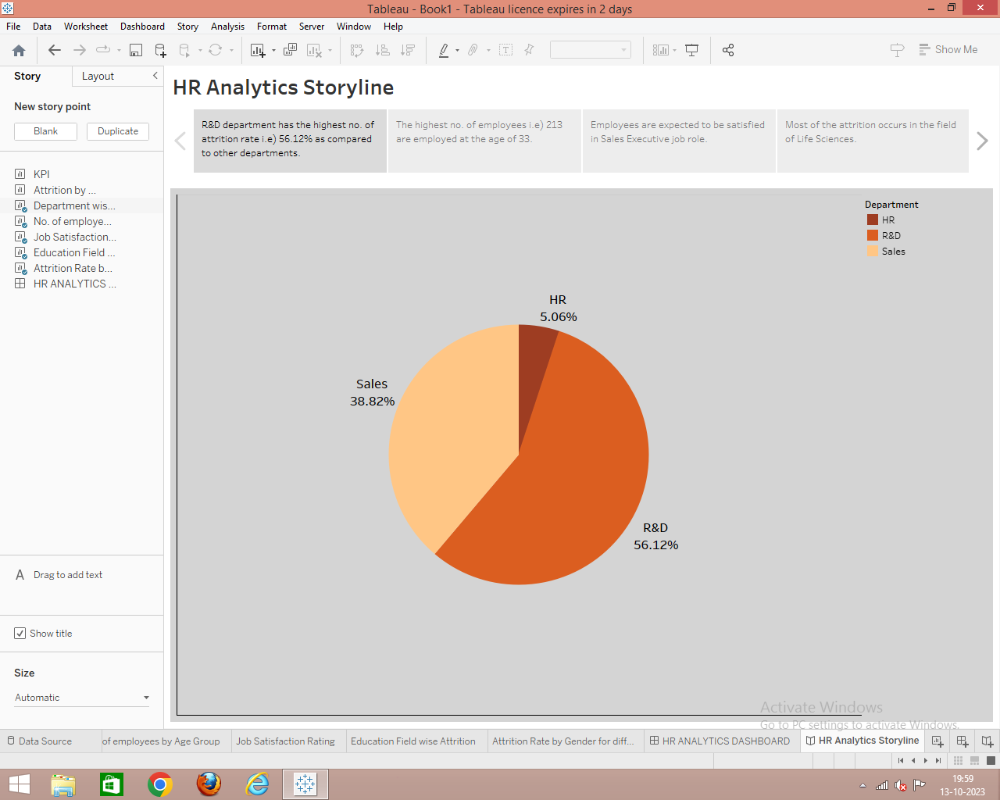 Tableau - Book1 - Tableau licence expires in 2 days
File Data Worksheet Dashboard Story Analysis Format Server Window Help
Show Me
Story Layout
New story point
Blank Duplicate
KPI
Attrition by ...
Department wis...
No. of employe...
Job Satisfaction...
Education Field ...
Attrition Rate b...
HR ANALYTICS ...
A Drag to add text
Show title
Size
Automatic
HR Analytics Storyline
R&D department has the highest no. of
attrition rate i.e) 56.12% as compared
to other departments.
The highest no. of employees i.e) 213
are employed at the age of 33.
Employees are expected to be satisfied
in Sales Executive job role.
Most of the attrition occurs in the field
of Life Sciences.
Department
HR
R&D
Sales
HR
5.06%
Sales
38.82%
R&D
56.12%
Activate Windows
Go to PC settings to activate Windows.
Data Source of employees by Age Group Job Satisfaction Rating Education Field wise Attrition Attrition Rate by Gender for diff... HR ANALYTICS DASHBOARD HR Analytics Storyline
19:59
13-10-2023